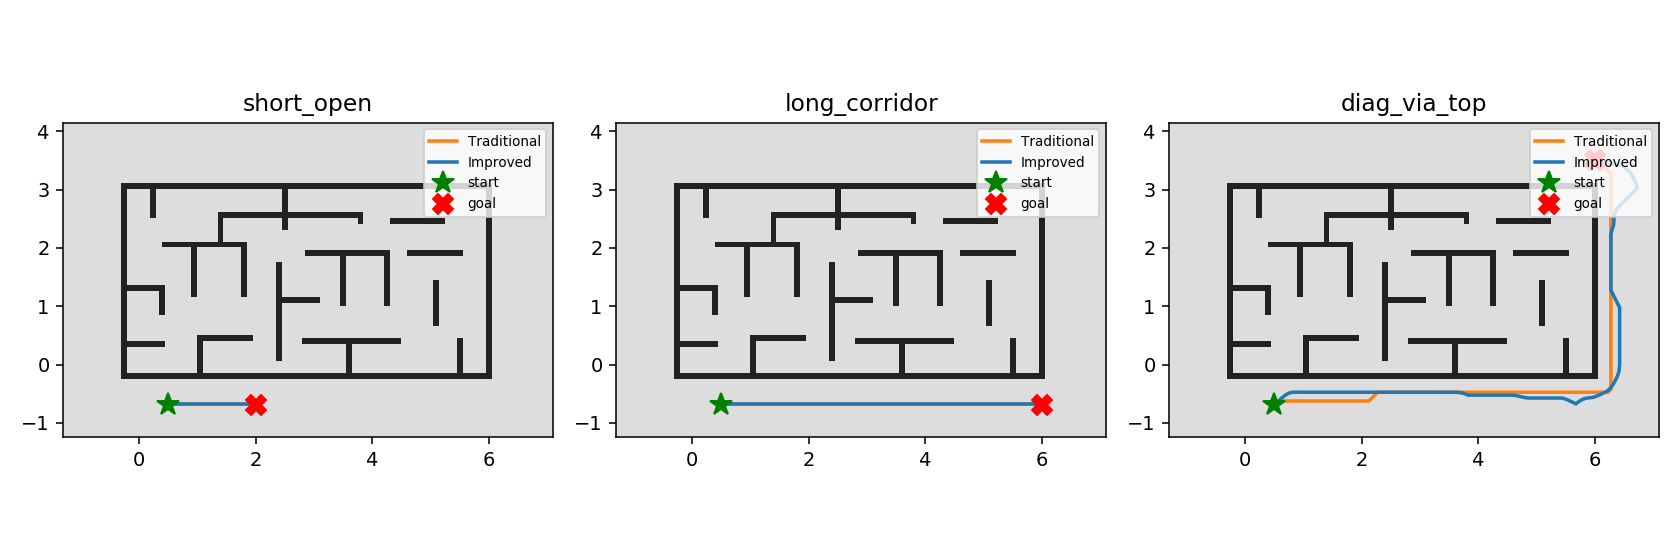 short_open
4
3
2
1
0
−1
0 2 4 6
Traditional
Improved
start
goal
long_corridor
4
3
2
1
0
−1
0 2 4 6
Traditional
Improved
start
goal
diag_via_top
4
3
2
1
0
−1
0 2 4 6
Traditional
Improved
start
goal